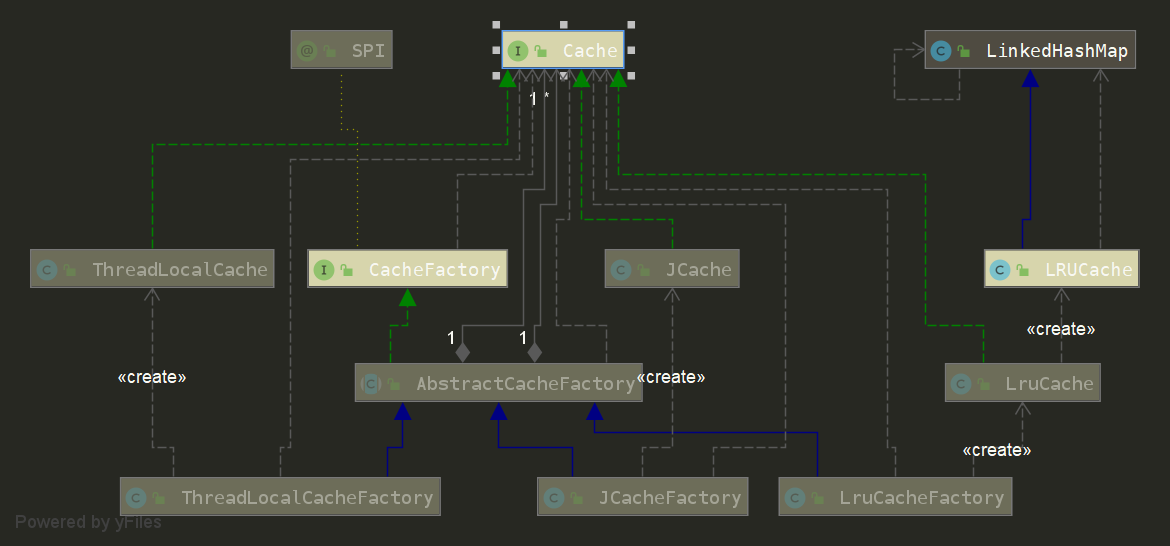 @ SPI
I Cache
C LinkedHashMap
1 *
C ThreadLocalCache
I CacheFactory
C JCache
C LRUCache
«create»
1
1
«create»
C AbstractCacheFactory
«create»
C LruCache
«create»
C ThreadLocalCacheFactory
C JCacheFactory
C LruCacheFactory
Powered by yFiles